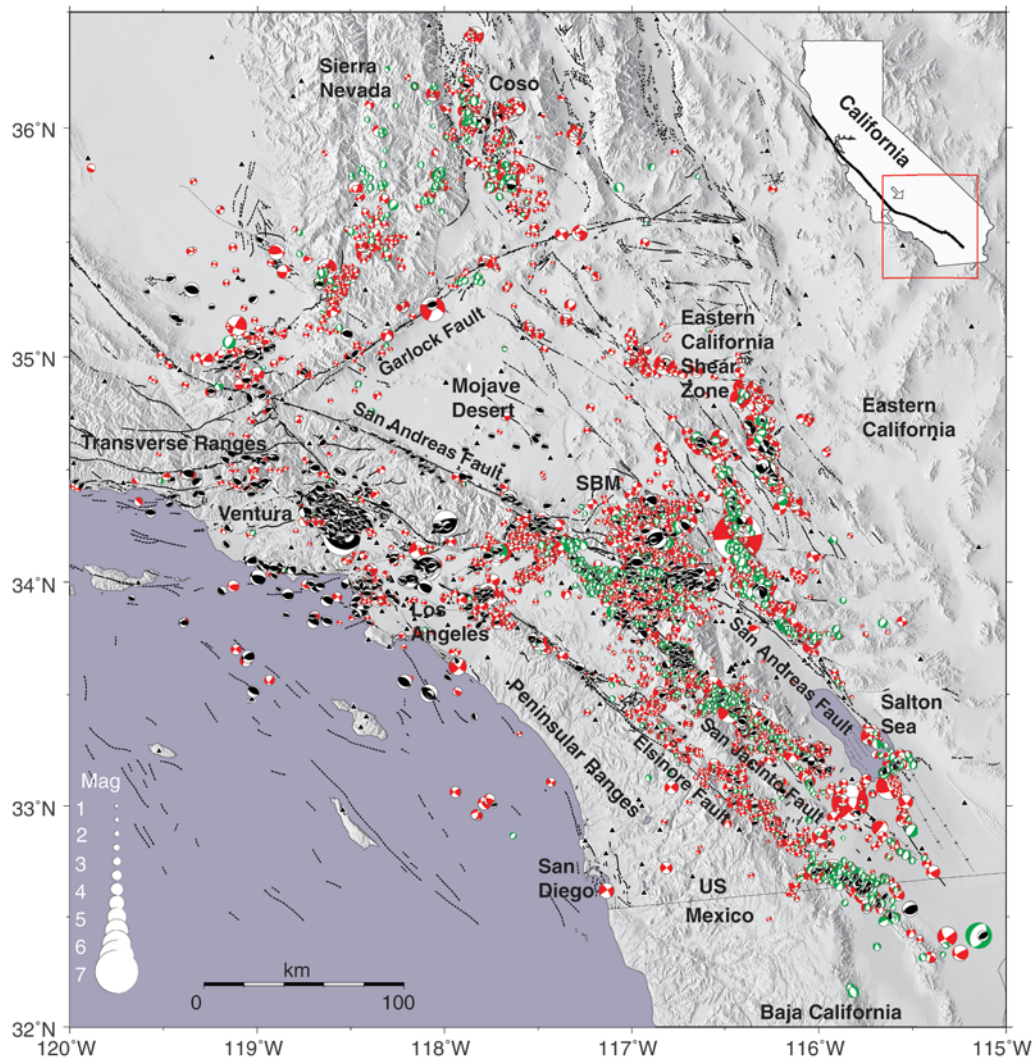 Sierra
Nevada
Coso
California
36°N
Eastern
California
Shear
Zone
Garlock Fault
35°N
Mojave
Desert
Eastern
California
San Andreas Fault
Transverse Ranges
SBM
Ventura
34°N
Los
Angeles
San Andreas Fault
Salton
Sea
Peninsular Ranges
Elsinore Fault
San Jacinto Fault
Mag
1
2
3
4
5
6
7
33°N
San
Diego
US
Mexico
km
0
100
Baja California
32°N
120°W
119°W
118°W
117°W
116°W
115°W